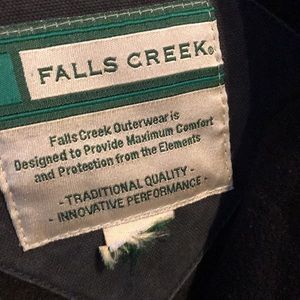 FALLS CREEK®
Falls Creek Outerwear is
Designed to Provide Maximum Comfort
and Protection from the Elements
- TRADITIONAL QUALITY -
- INNOVATIVE PERFORMANCE -